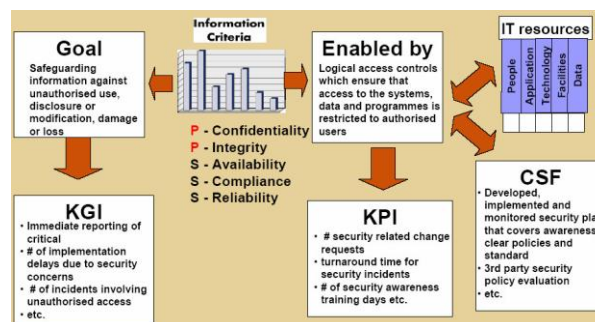 Goal
Safeguarding
information against
unauthorised use,
disclosure or
modification, damage
or loss
Information
Criteria
P - Confidentiality
P - Integrity
S - Availability
S - Compliance
S - Reliability
Enabled by
Logical access controls
which ensure that
access to the systems,
data and programmes is
restricted to authorised
users
IT resources
People
Application
Technology
Facilities
Data
KGI
• Immediate reporting of
critical
• # of implementation
delays due to security
concerns
• # of incidents involving
unauthorised access
• etc.
KPI
• # security related change
requests
• turnaround time for
security incidents
• # of security awareness
training days etc.
CSF
• Developed,
implemented and
monitored security pla
that covers awareness
clear policies and
standard
• 3rd party security
policy evaluation
• etc.